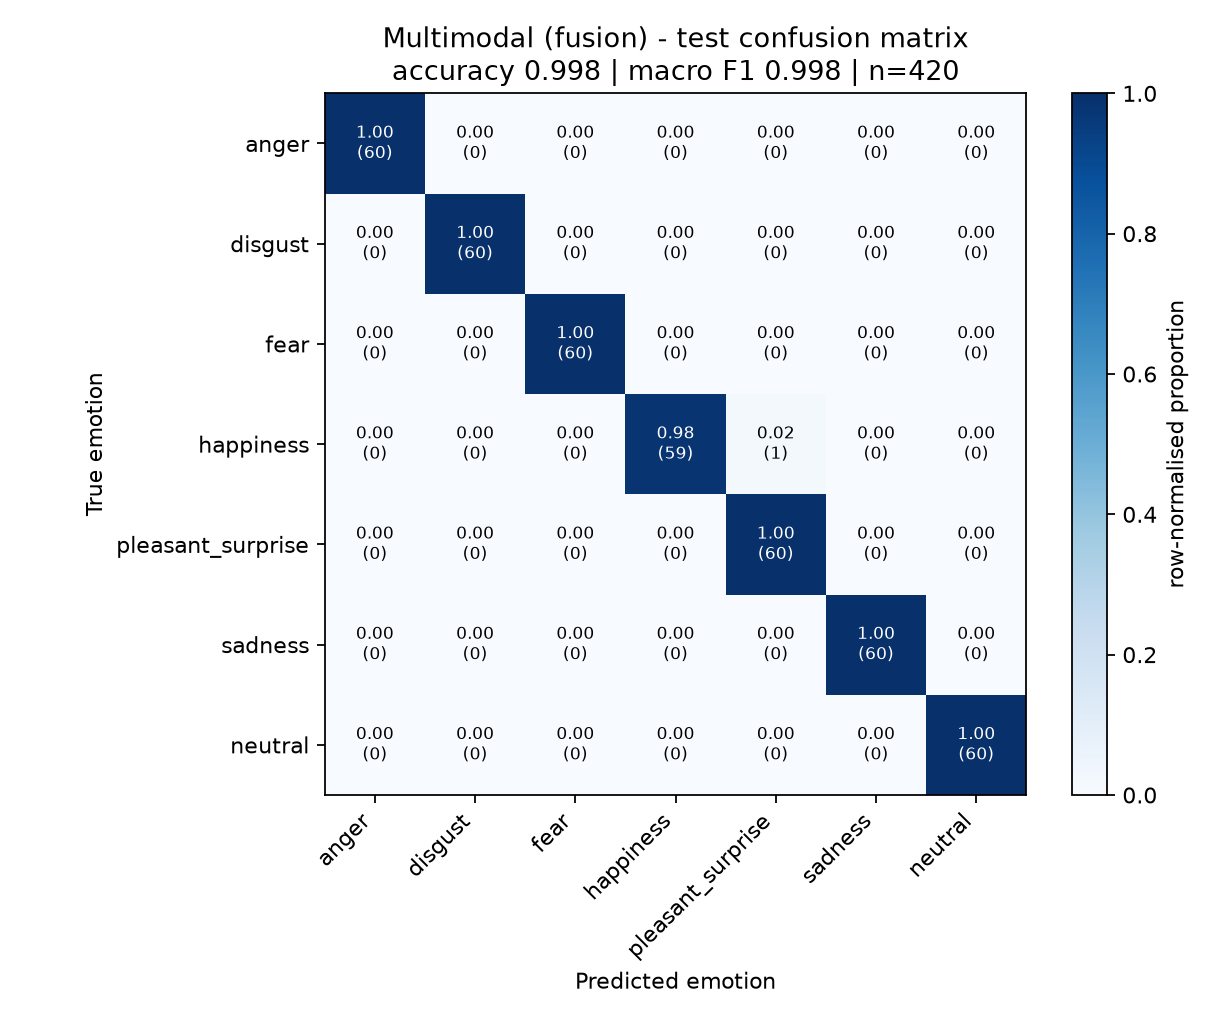 Multimodal (fusion) - test confusion matrix
accuracy 0.998 | macro F1 0.998 | n=420
True emotion
anger 1.00 0.00 0.00 0.00 0.00 0.00 0.00
(60) (0) (0) (0) (0) (0) (0)
disgust 0.00 1.00 0.00 0.00 0.00 0.00 0.00
(0) (60) (0) (0) (0) (0) (0)
fear 0.00 0.00 1.00 0.00 0.00 0.00 0.00
(0) (0) (60) (0) (0) (0) (0)
happiness 0.00 0.00 0.00 0.98 0.02 0.00 0.00
(0) (0) (0) (59) (1) (0) (0)
pleasant_surprise 0.00 0.00 0.00 0.00 1.00 0.00 0.00
(0) (0) (0) (0) (60) (0) (0)
sadness 0.00 0.00 0.00 0.00 0.00 1.00 0.00
(0) (0) (0) (0) (0) (60) (0)
neutral 0.00 0.00 0.00 0.00 0.00 0.00 1.00
(0) (0) (0) (0) (0) (0) (60)
anger disgust fear happiness pleasant_surprise sadness neutral
Predicted emotion
1.0
0.8
0.6
0.4
0.2
0.0
row-normalised proportion